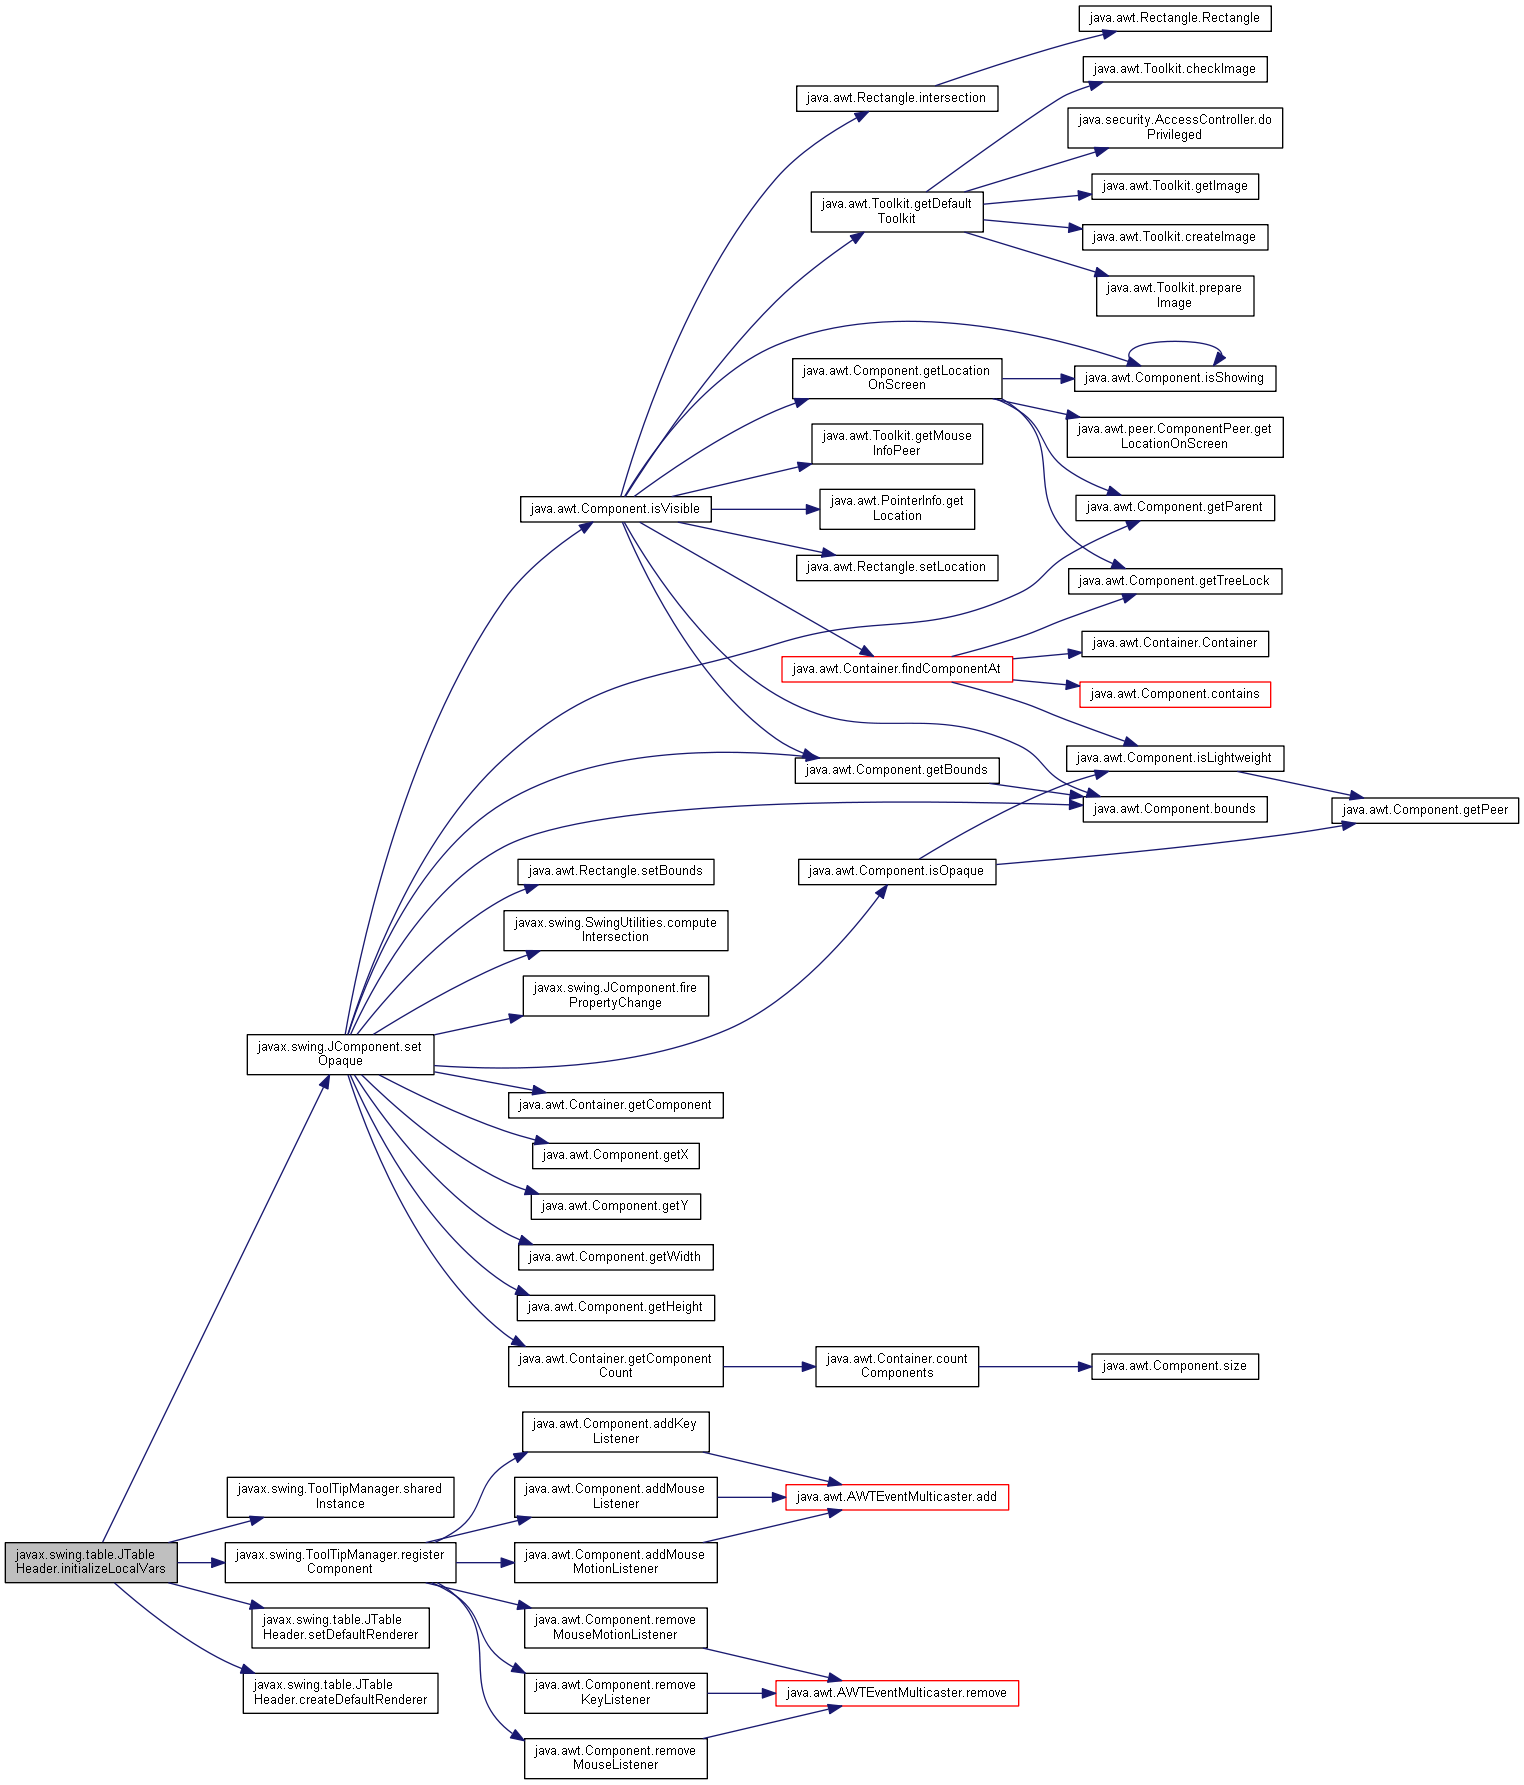 java.awt.Rectangle.Rectangle
java.awt.Toolkit.checkImage
java.awt.Rectangle.intersection
java.security.AccessController.do
Privileged
java.awt.Toolkit.getImage
java.awt.Toolkit.getDefault
Toolkit
java.awt.Toolkit.createImage
java.awt.Toolkit.prepare
Image
java.awt.Component.getLocation
OnScreen
java.awt.Component.isShowing
java.awt.peer.ComponentPeer.get
LocationOnScreen
java.awt.Toolkit.getMouse
InfoPeer
java.awt.Component.isVisible
java.awt.PointerInfo.get
Location
java.awt.Component.getParent
java.awt.Rectangle.setLocation
java.awt.Component.getTreeLock
java.awt.Container.Container
java.awt.Container.findComponentAt
java.awt.Component.contains
java.awt.Component.isLightweight
java.awt.Component.getBounds
java.awt.Component.bounds
java.awt.Component.getPeer
java.awt.Rectangle.setBounds
java.awt.Component.isOpaque
javax.swing.SwingUtilities.compute
Intersection
javax.swing.JComponent.fire
PropertyChange
javax.swing.JComponent.set
Opaque
java.awt.Container.getComponent
java.awt.Component.getX
java.awt.Component.getY
java.awt.Component.getWidth
java.awt.Component.getHeight
java.awt.Container.getComponent
Count
java.awt.Container.count
Components
java.awt.Component.size
java.awt.Component.addKey
Listener
javax.swing.ToolTipManager.shared
Instance
java.awt.Component.addMouse
Listener
java.awt.AWTEventMulticaster.add
javax.swing.table.JTable
Header.initializeLocalVars
javax.swing.ToolTipManager.register
Component
java.awt.Component.addMouse
MotionListener
javax.swing.table.JTable
Header.setDefaultRenderer
java.awt.Component.remove
MouseMotionListener
javax.swing.table.JTable
Header.createDefaultRenderer
java.awt.Component.remove
KeyListener
java.awt.AWTEventMulticaster.remove
java.awt.Component.remove
MouseListener